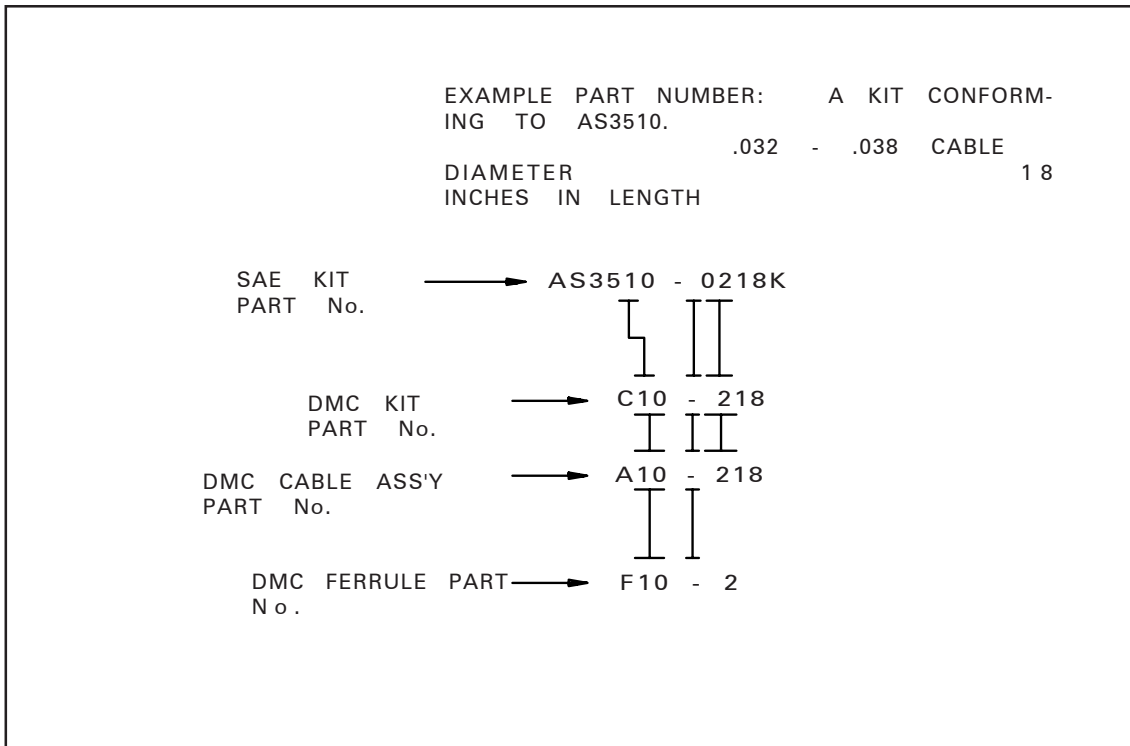 EXAMPLE PART NUMBER: A KIT CONFORM-
ING TO AS3510.
.032 - .038 CABLE
DIAMETER 18
INCHES IN LENGTH
SAE KIT
PART No.
AS3510 - 0218K
DMC KIT
PART No.
C10 - 218
DMC CABLE ASS'Y
PART No.
A10 - 218
DMC FERRULE PART
No.
F10 - 2